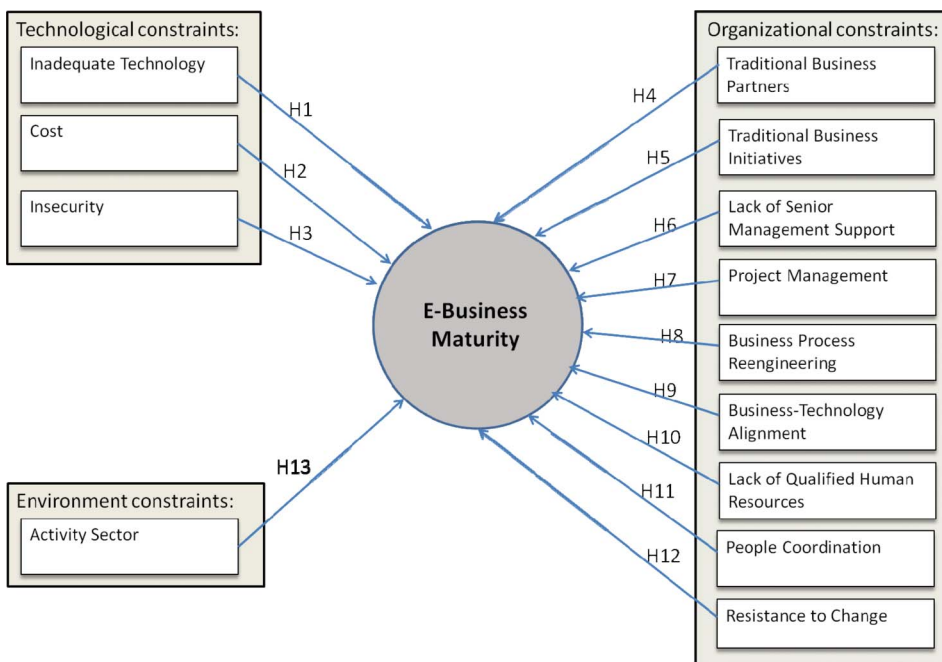 Technological constraints:
Inadequate Technology
Cost
Insecurity
H1
H2
H3
Environment constraints:
Activity Sector
H13
E-Business
Maturity
Organizational constraints:
Traditional Business
Partners
Traditional Business
Initiatives
Lack of Senior
Management Support
Project Management
Business Process
Reengineering
Business-Technology
Alignment
Lack of Qualified Human
Resources
People Coordination
Resistance to Change
H4
H5
H6
H7
H8
H9
H10
H11
H12